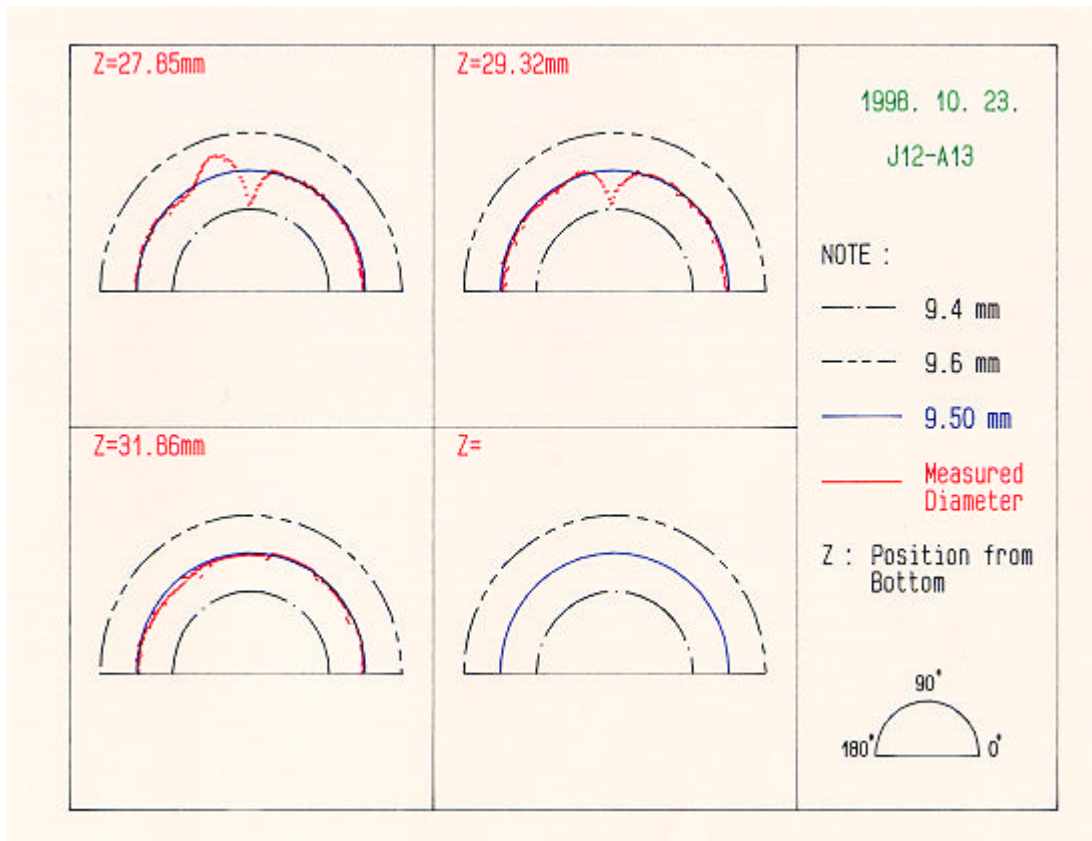 Z=27.85mm
Z=29.32mm
Z=31.86mm
Z=
1998. 10. 23.
J12-A13
NOTE :
9.4 mm
9.6 mm
9.50 mm
Measured
Diameter
Z : Position from
Bottom
90°
180°
0°